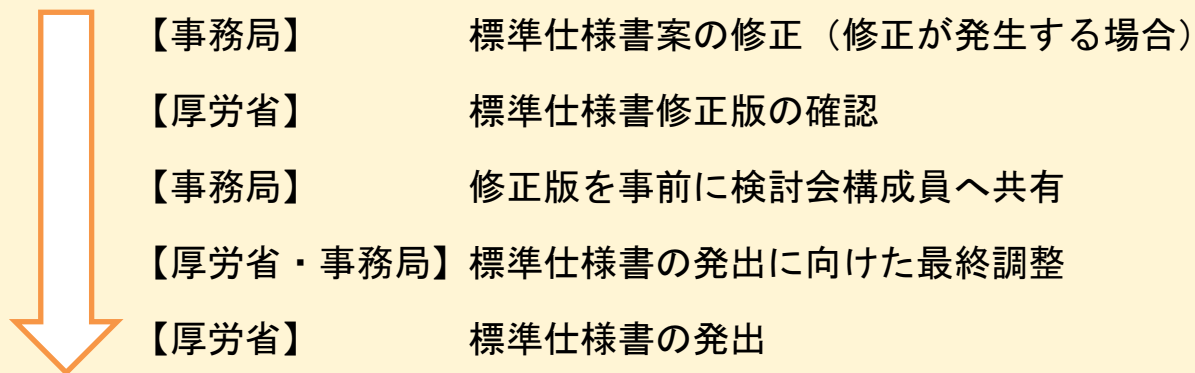 【事務局】 標準仕様書案の修正（修正が発生する場合）
【厚労省】 標準仕様書修正版の確認
【事務局】 修正版を事前に検討会構成員へ共有
【厚労省・事務局】標準仕様書の発出に向けた最終調整
【厚労省】 標準仕様書の発出